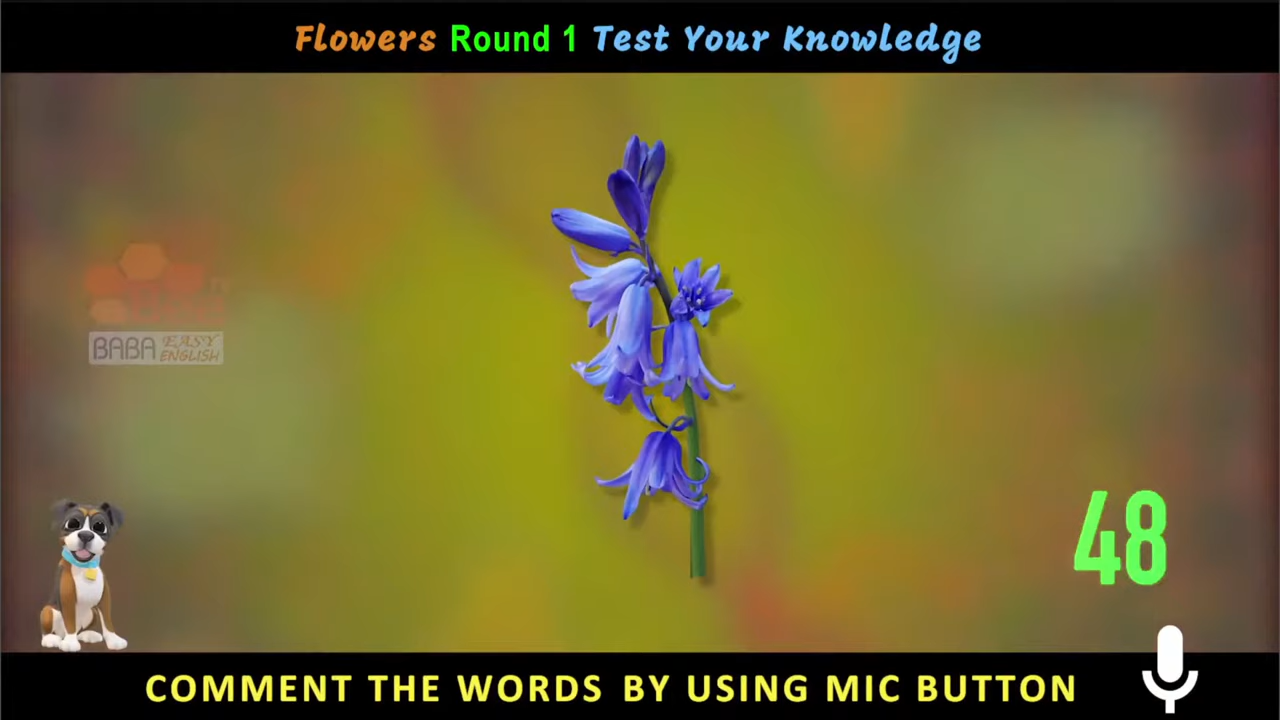 Flowers Round 1 Test Your Knowledge
BABA EASY ENGLISH
48
COMMENT THE WORDS BY USING MIC BUTTON